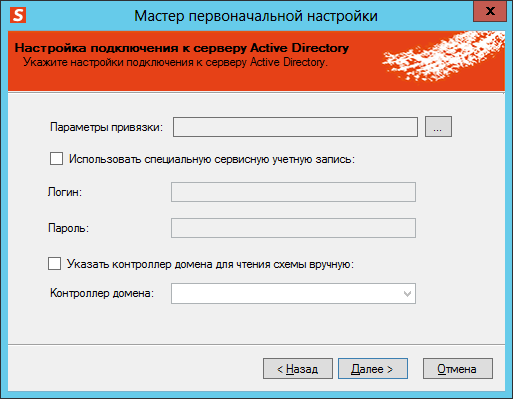 S
Мастер первоначальной настройки
x
Настройка подключения к серверу Active Directory
Укажите настройки подключения к серверу Active Directory.
Параметры привязки:
...
Использовать специальную сервисную учетную запись:
Логин:
Пароль:
Указать контроллер домена для чтения схемы вручную:
Контроллер домена:
< Назад
Далее >
Отмена